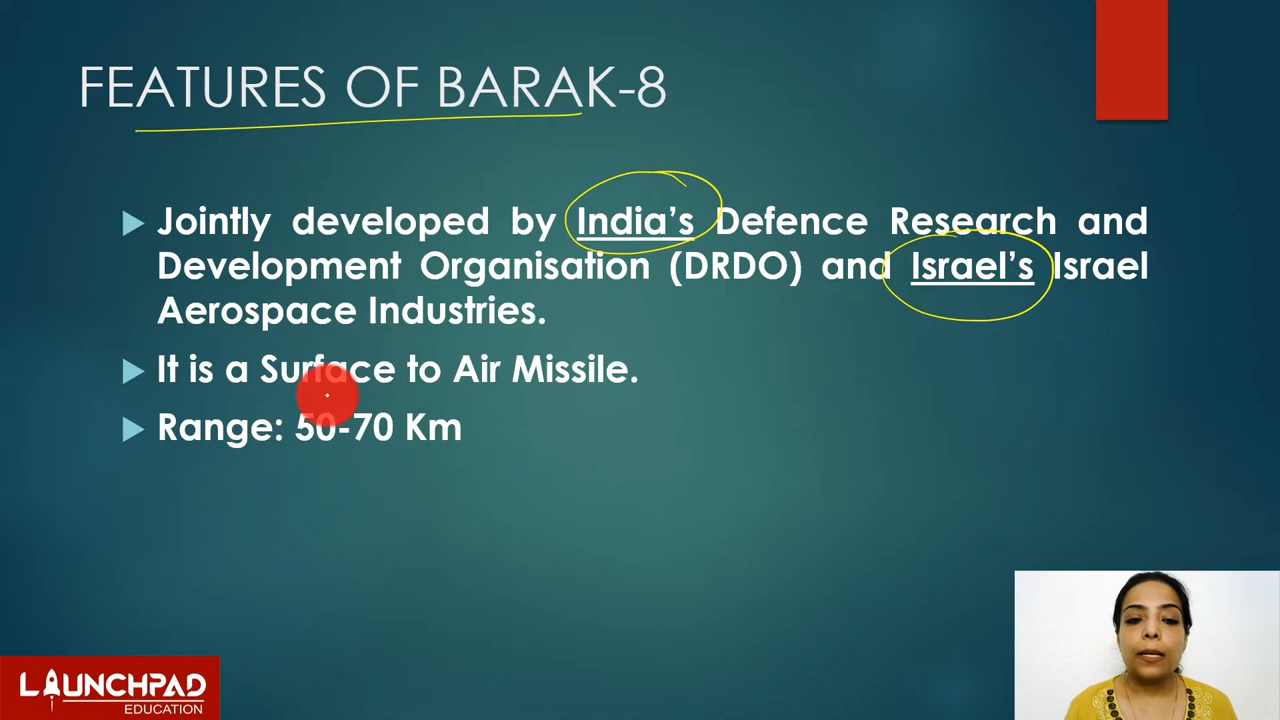 FEATURES OF BARAK-8
Jointly developed by India's Defence Research and
Development Organisation (DRDO) and Israel's Israel
Aerospace Industries.
It is a Surface to Air Missile.
Range: 50-70 Km
LAUNCHPAD
EDUCATION